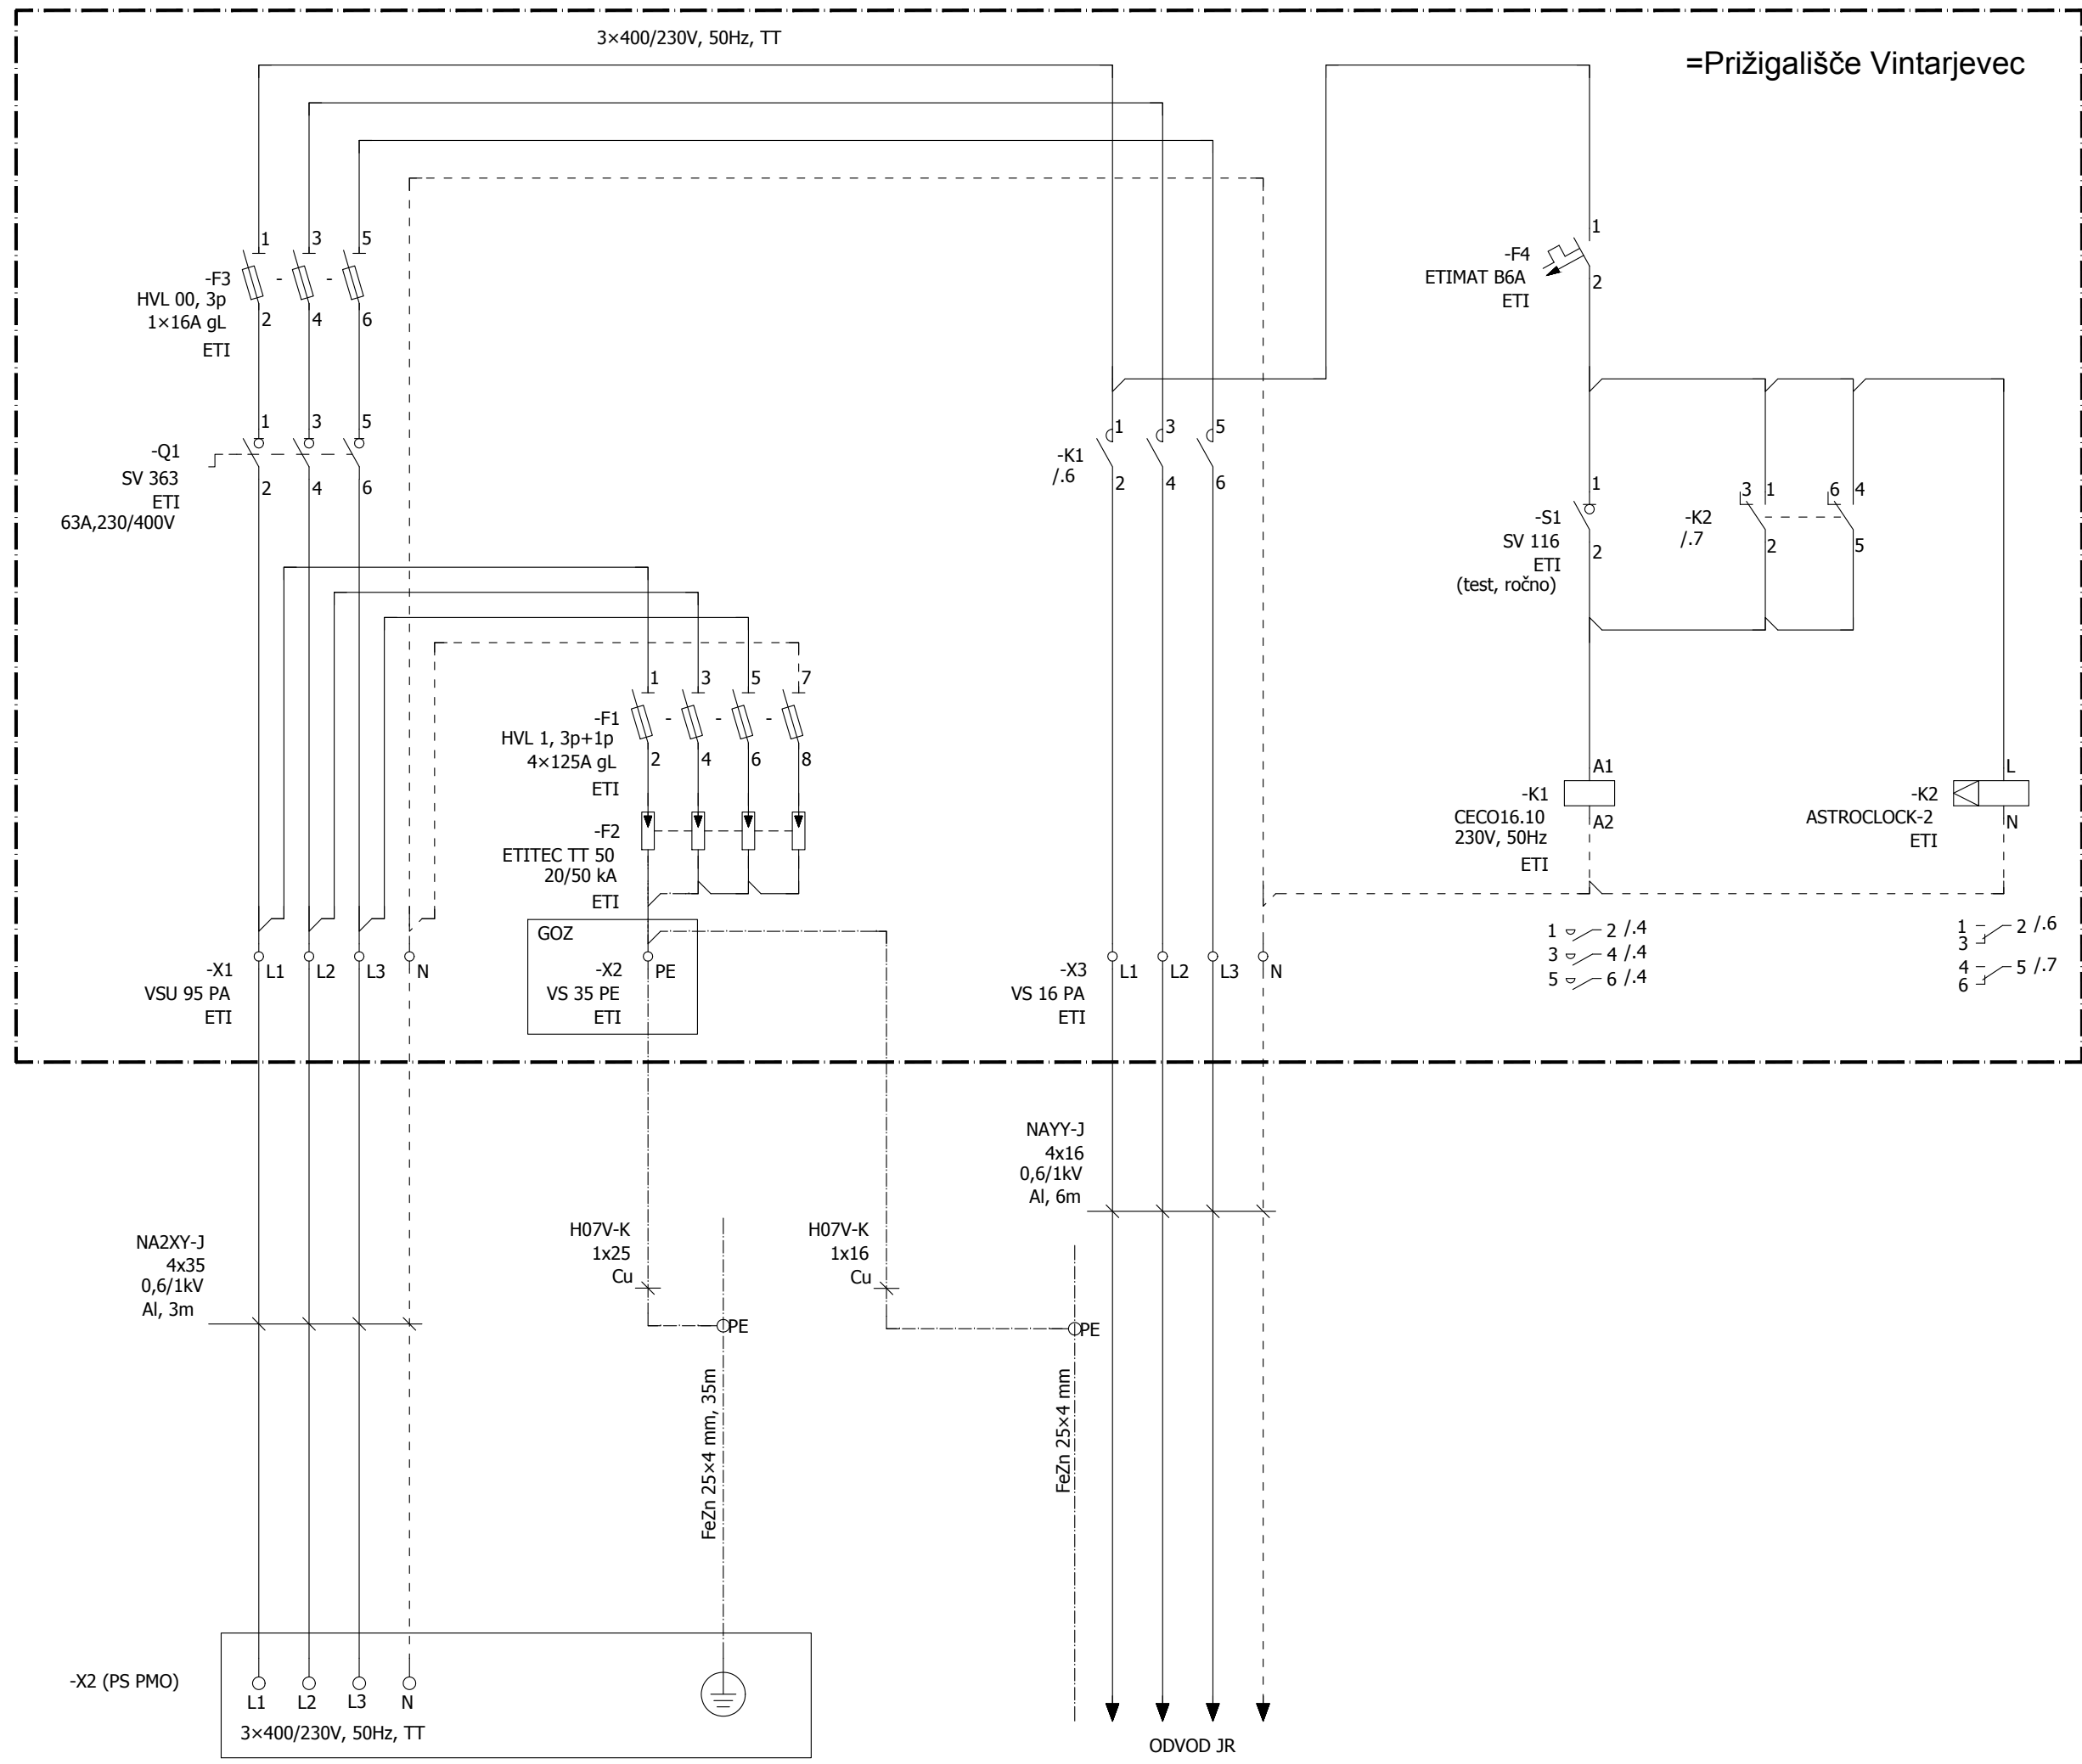 3×400/230V, 50Hz, TT
=Prižigališče Vintarjevec
1 3 5
-F3
HVL 00, 3p
1×16A gL
ETI
2 4 6
1 3 5
-Q1
SV 363
ETI
63A,230/400V
2 4 6
1 3 5 7
-F1
HVL 1, 3p+1p
4×125A gL
ETI
2 4 6 8
-F2
ETITEC TT 50
20/50 kA
ETI
GOZ
-X1
VSU 95 PA
ETI
L1 L2 L3 N
-X2
VS 35 PE
ETI
PE
1 3 5
-K1
/.6
2 4 6
-X3
VS 16 PA
ETI
L1 L2 L3 N
1
-F4
ETIMAT B6A
ETI
2
1
-S1
SV 116
ETI
(test, ročno)
2
3 1 6 4
-K2
/.7
2 5
A1
-K1
CECO16.10
230V, 50Hz
ETI
A2
L
-K2
ASTROCLOCK-2
ETI
N
1 2 /.4
3 4 /.4
5 6 /.4
1 2 /.6
3
4 5 /.7
6
NA2XY-J
4x35
0,6/1kV
Al, 3m
H07V-K
1x25
Cu
PE
FeZn 25×4 mm, 35m
H07V-K
1x16
Cu
PE
FeZn 25×4 mm
NAYY-J
4x16
0,6/1kV
Al, 6m
-X2 (PS PMO)
L1 L2 L3 N
3×400/230V, 50Hz, TT
ODVOD JR